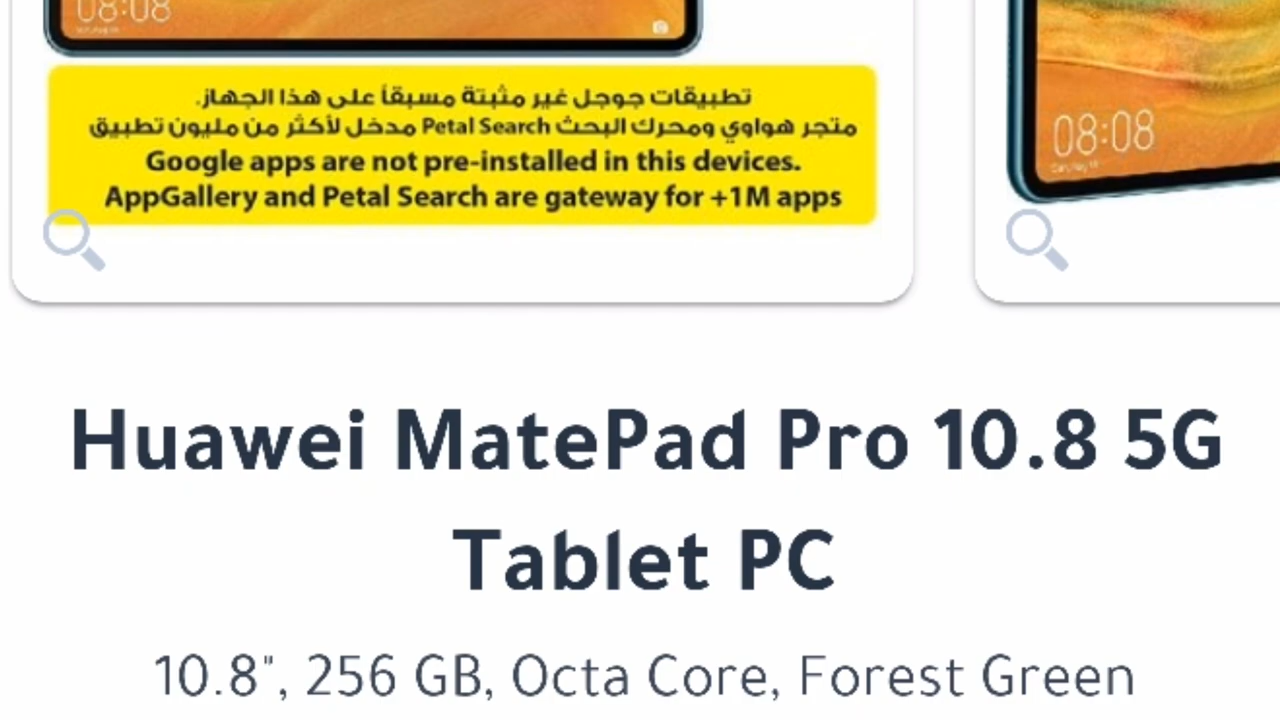 08:08
تطبيقات جوجل غير مثبتة مسبقاً على هذا الجهاز.
متجر هواوي ومحرك البحث Petal Search مدخل لأكثر من مليون تطبيق
Google apps are not pre-installed in this devices.
AppGallery and Petal Search are gateway for +1M apps
08:08
Huawei MatePad Pro 10.8 5G
Tablet PC
10.8", 256 GB, Octa Core, Forest Green